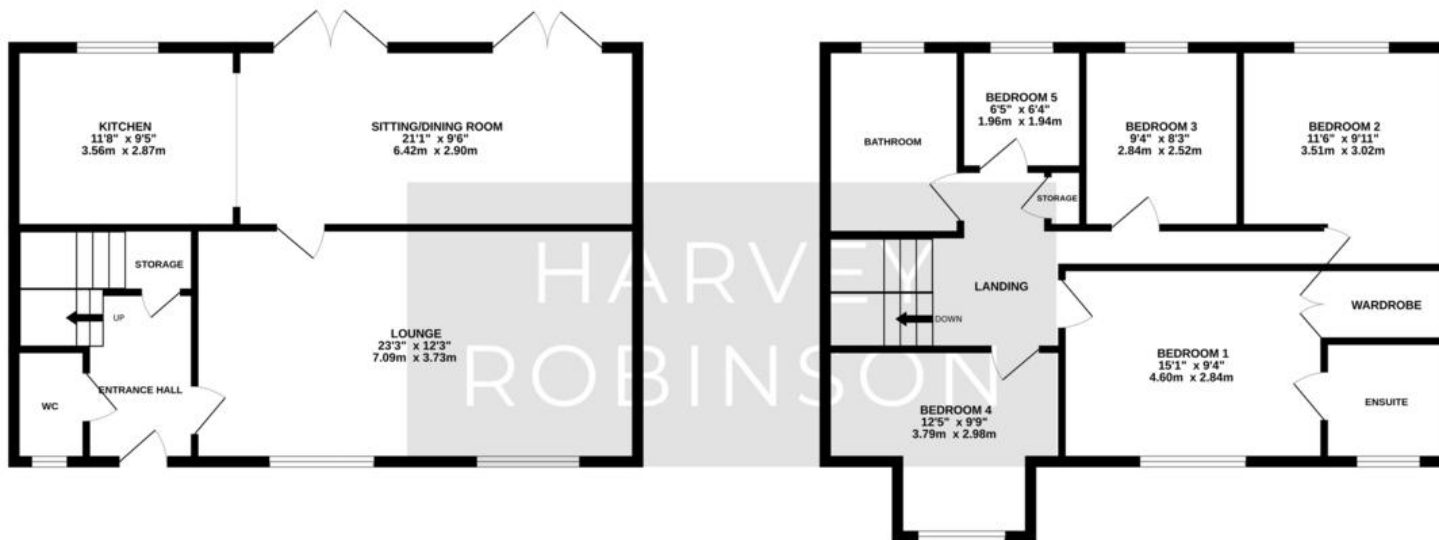 KITCHEN
11'8" x 9'5"
3.56m x 2.87m
SITTING/DINING ROOM
21'1" x 9'6"
6.42m x 2.90m
STORAGE
UP
ENTRANCE HALL
WC
LOUNGE
23'3" x 12'3"
7.09m x 3.73m
BATHROOM
BEDROOM 5
6'5" x 6'4"
1.96m x 1.94m
BEDROOM 3
9'4" x 8'3"
2.84m x 2.52m
BEDROOM 2
11'6" x 9'11"
3.51m x 3.02m
STORAGE
LANDING
DOWN
WARDROBE
BEDROOM 1
15'1" x 9'4"
4.60m x 2.84m
ENSUITE
BEDROOM 4
12'5" x 9'9"
3.79m x 2.98m
HARVEY
ROBINSON